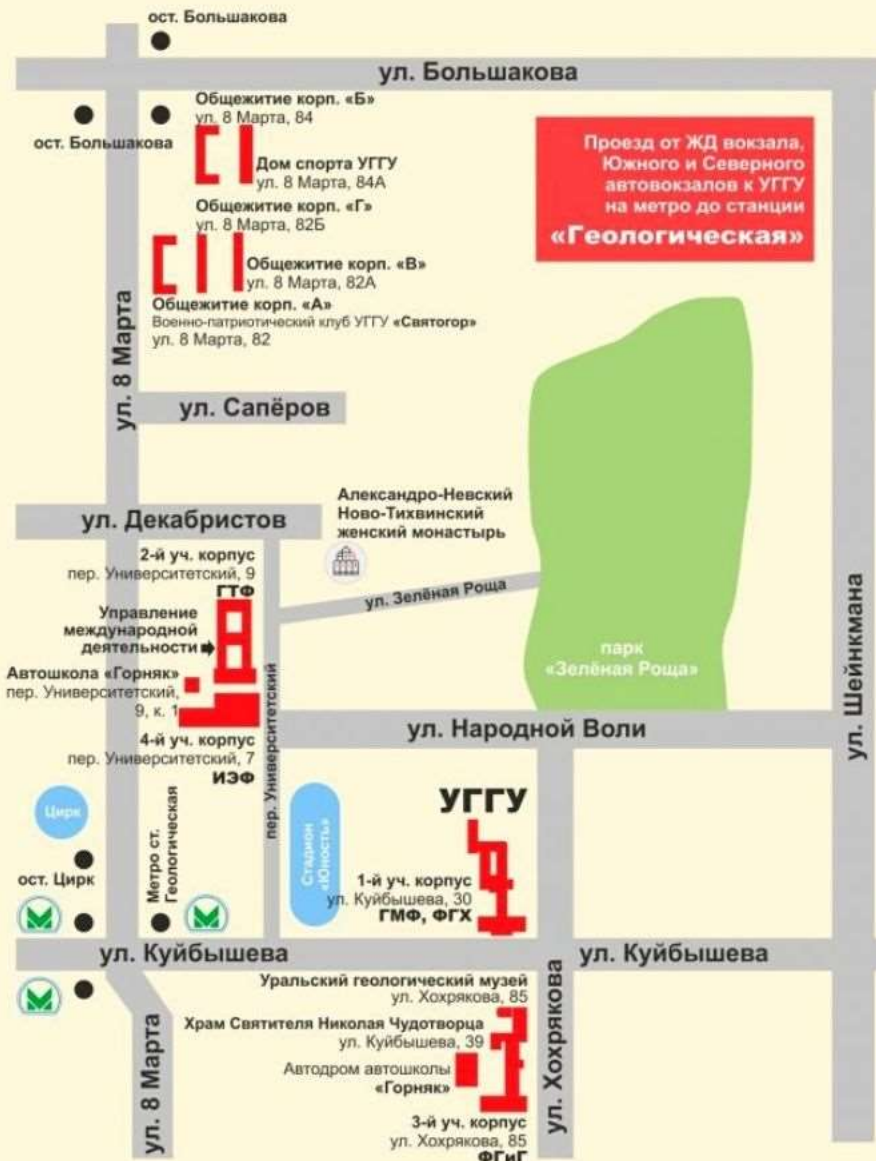 ост. Большакова
ул. Большакова
ост. Большакова
Общежитие корп. «Б»
ул. 8 Марта, 84
Дом спорта УГГУ
ул. 8 Марта, 84А
Общежитие корп. «Г»
ул. 8 Марта, 82Б
Общежитие корп. «В»
ул. 8 Марта, 82А
Общежитие корп. «А»
Военно-патриотический клуб УГГУ «Святогор»
ул. 8 Марта, 82
Проезд от ЖД вокзала,
Южного и Северного
автовокзалов к УГГУ
на метро до станции
«Геологическая»
ул. 8 Марта
ул. Сапёров
ул. Декабристов
Александро-Невский
Ново-Тихвинский
женский монастырь
ул. Зелёная Роща
парк
«Зелёная Роща»
ул. Шейнкмана
2-й уч. корпус
пер. Университетский, 9
ГТФ
Управление
международной
деятельности
Автошкола «Горняк»
пер. Университетский,
9, к. 1
4-й уч. корпус
пер. Университетский, 7
ИЭФ
пер. Университетский
ул. Народной Воли
Цирк
ост. Цирк
Метро ст.
Геологическая
Стадион
«Юность»
УГГУ
1-й уч. корпус
ул. Куйбышева, 30
ГМФ, ФГХ
ул. Куйбышева
ул. Куйбышева
Уральский геологический музей
ул. Хохрякова, 85
Храм Святителя Николая Чудотворца
ул. Куйбышева, 39
Автодром автошколы
«Горняк»
3-й уч. корпус
ул. Хохрякова, 85
ФГиГ
ул. 8 Марта
ул. Хохрякова